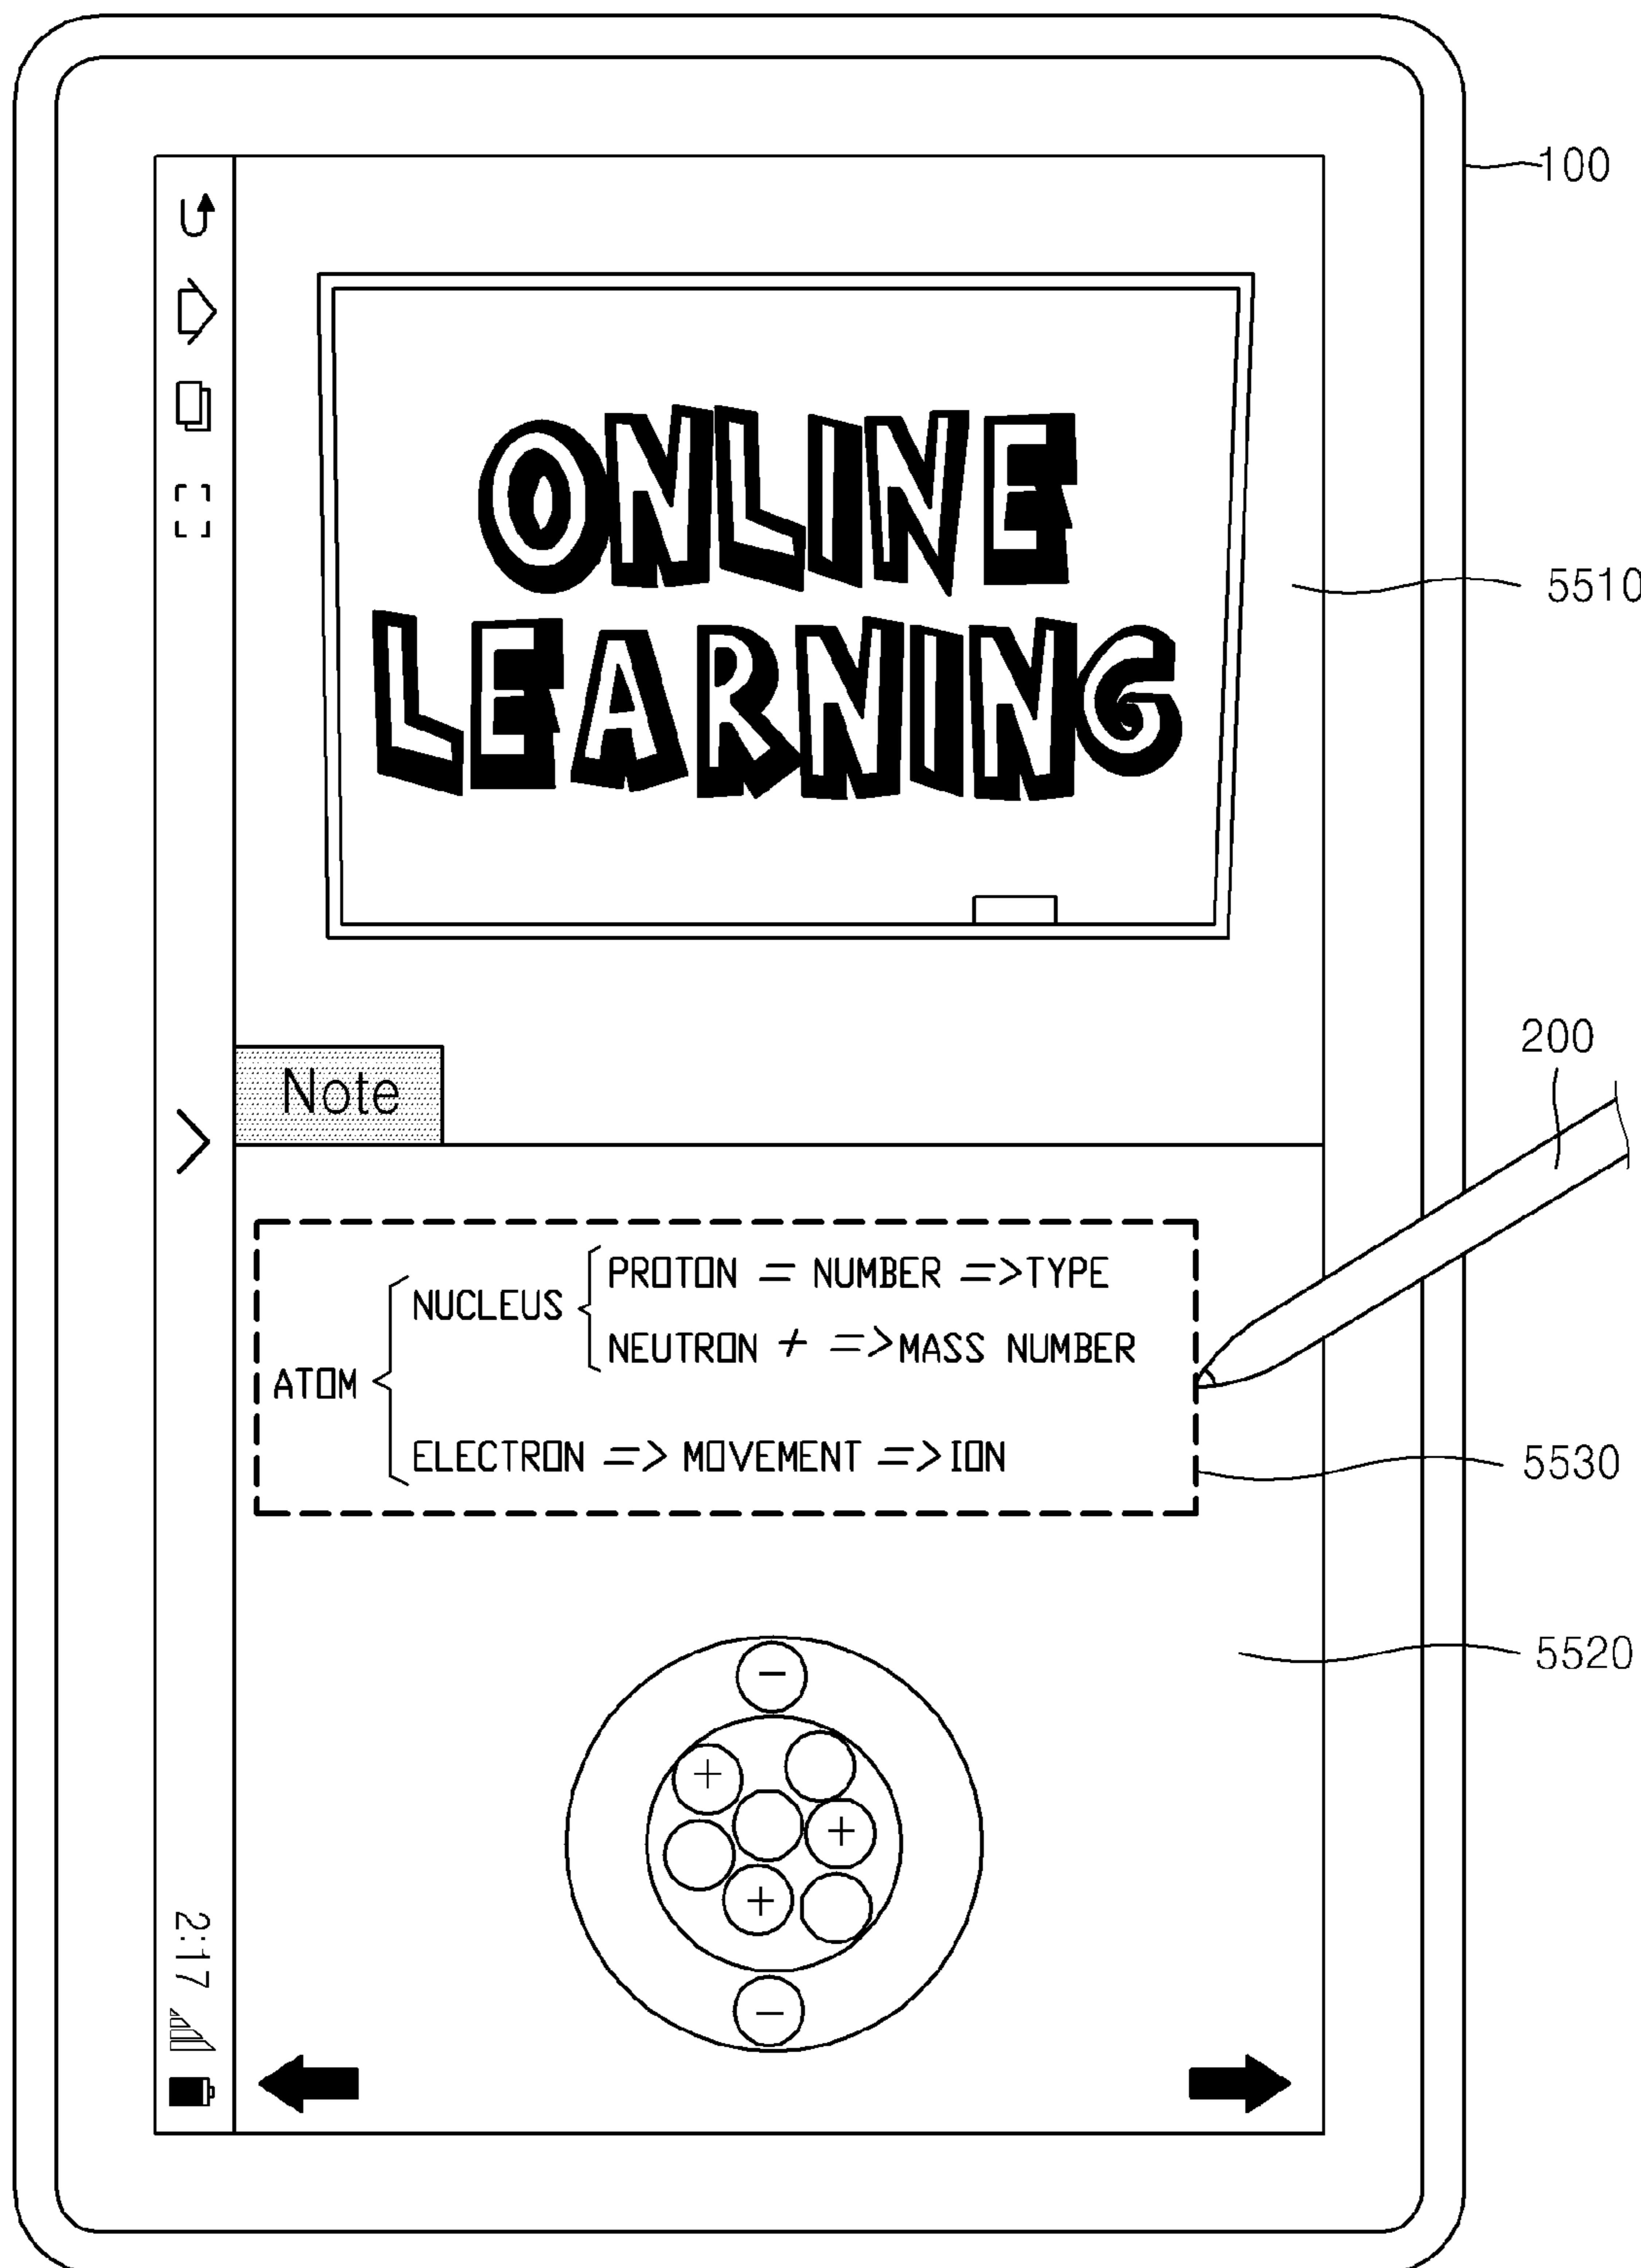 100
ONLINE
LEARNING
5510
Note
200
PROTON = NUMBER =>TYPE
NUCLEUS
NEUTRON + =>MASS NUMBER
ATOM
ELECTRON => MOVEMENT =>ION
5530
5520
−
+
+
+
−
2:17